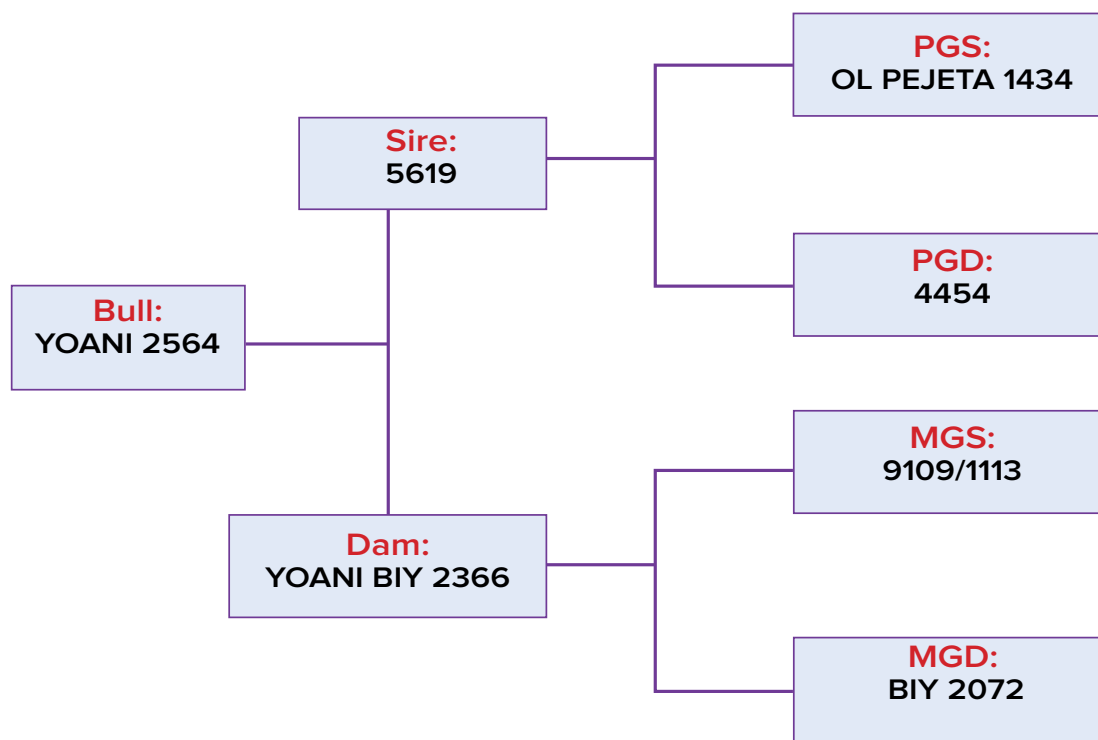 PGS:
OL PEJETA 1434
Sire:
5619
PGD:
4454
Bull:
YOANI 2564
MGS:
9109/1113
Dam:
YOANI BIY 2366
MGD:
BIY 2072